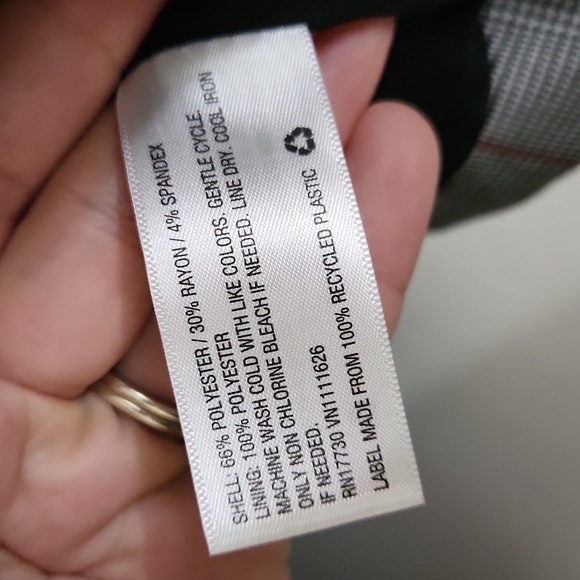 SHELL: 66% POLYESTER / 30% RAYON / 4% SPANDEX
LINING: 100% POLYESTER
MACHINE WASH COLD WITH LIKE COLORS. GENTLE CYCLE
ONLY NON CHLORINE BLEACH IF NEEDED. LINE DRY. COOL IRON
IF NEEDED.
RN17730 VN1111626
LABEL MADE FROM 100% RECYCLED PLASTIC